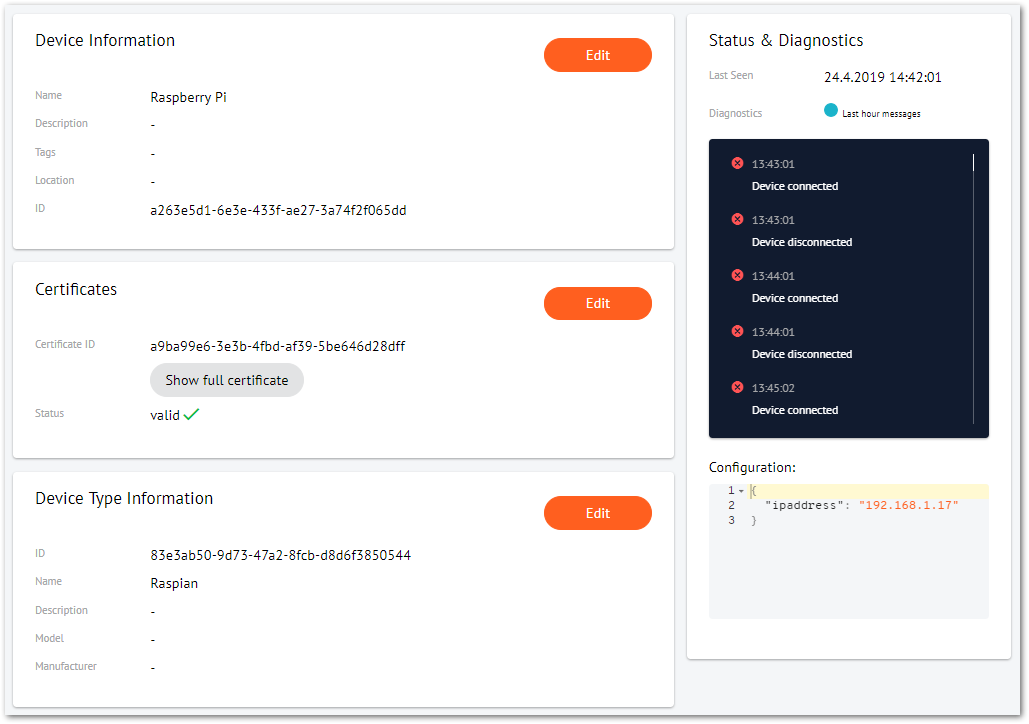 Device Information
Edit
Name Raspberry Pi
Description -
Tags -
Location -
ID a263e5d1-6e3e-433f-ae27-3a74f2f065dd
Certificates
Edit
Certificate ID a9ba99e6-3e3b-4fbd-af39-5be646d28dff
Show full certificate
Status valid
Device Type Information
Edit
ID 83e3ab50-9d73-47a2-8fcb-d8d6f3850544
Name Raspian
Description -
Model -
Manufacturer -
Status & Diagnostics
Last Seen 24.4.2019 14:42:01
Diagnostics Last hour messages
13:43:01
Device connected
13:43:01
Device disconnected
13:44:01
Device connected
13:44:01
Device disconnected
13:45:02
Device connected
Configuration:
1 {
2 "ipaddress": "192.168.1.17"
3 }